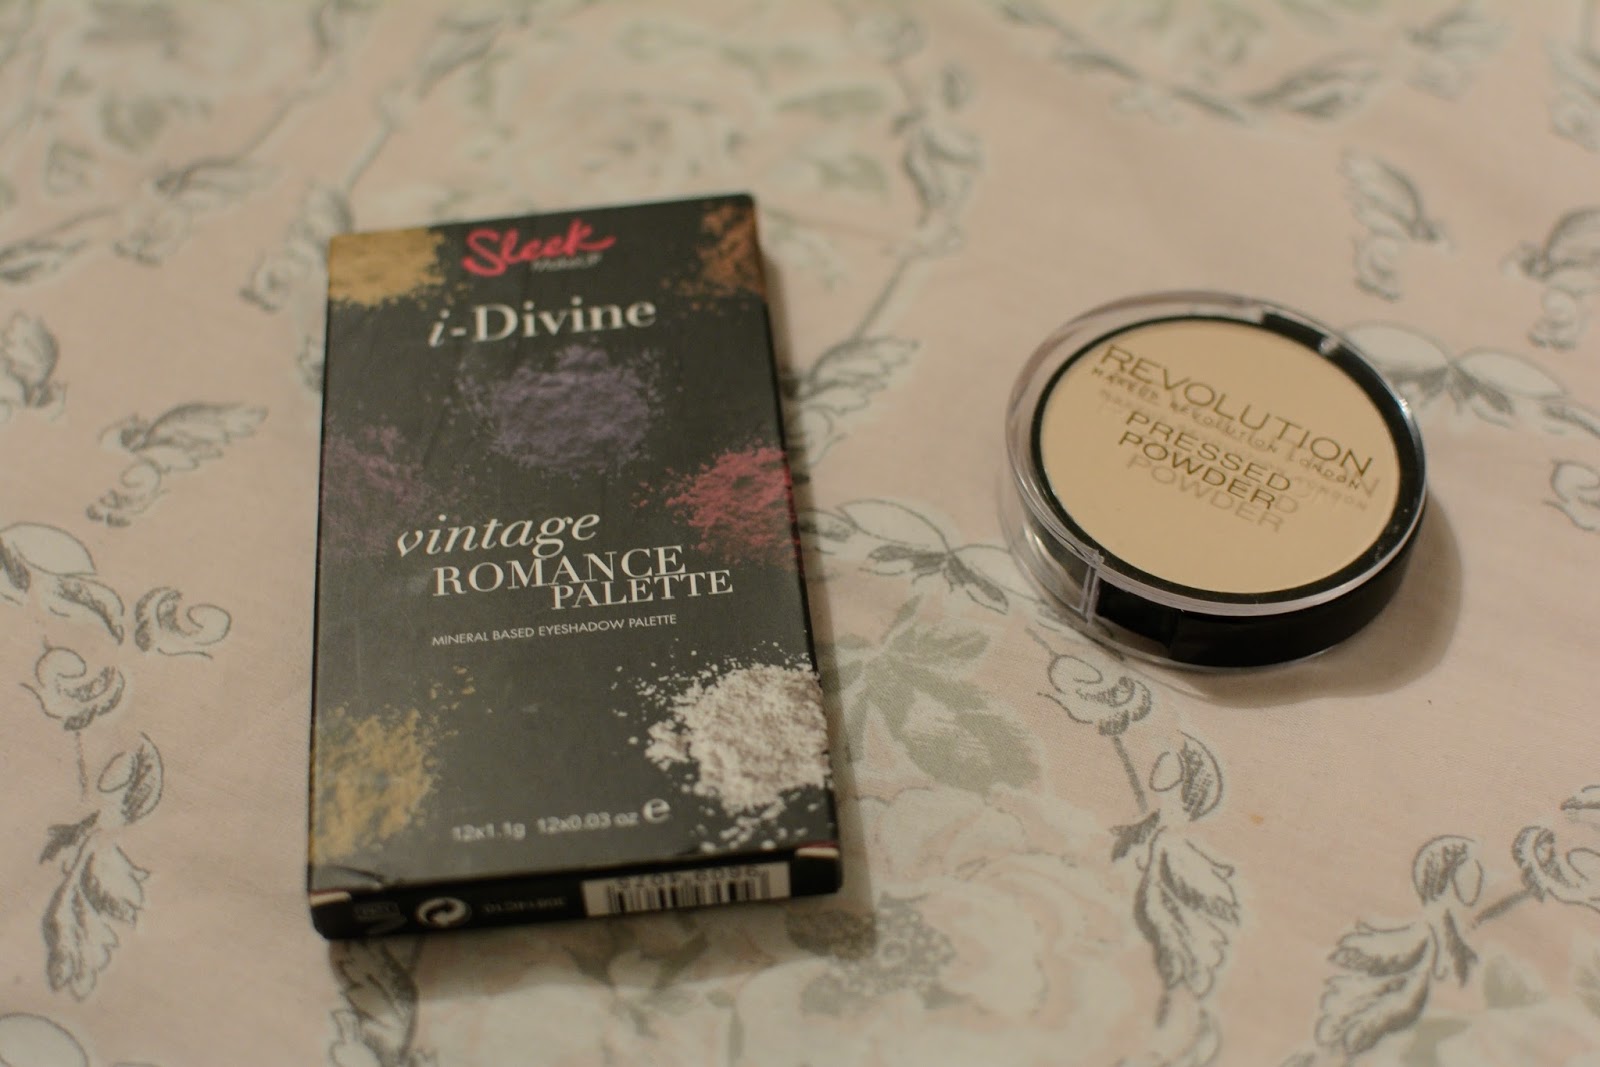 Sleek
MakeUP
i-Divine
vintage
ROMANCE
PALETTE
MINERAL BASED EYESHADOW PALETTE
12x1.1g 12x0.03 oz e
REVOLUTION
MAKEUP REVOLUTION LONDON
PRESSED
POWDER